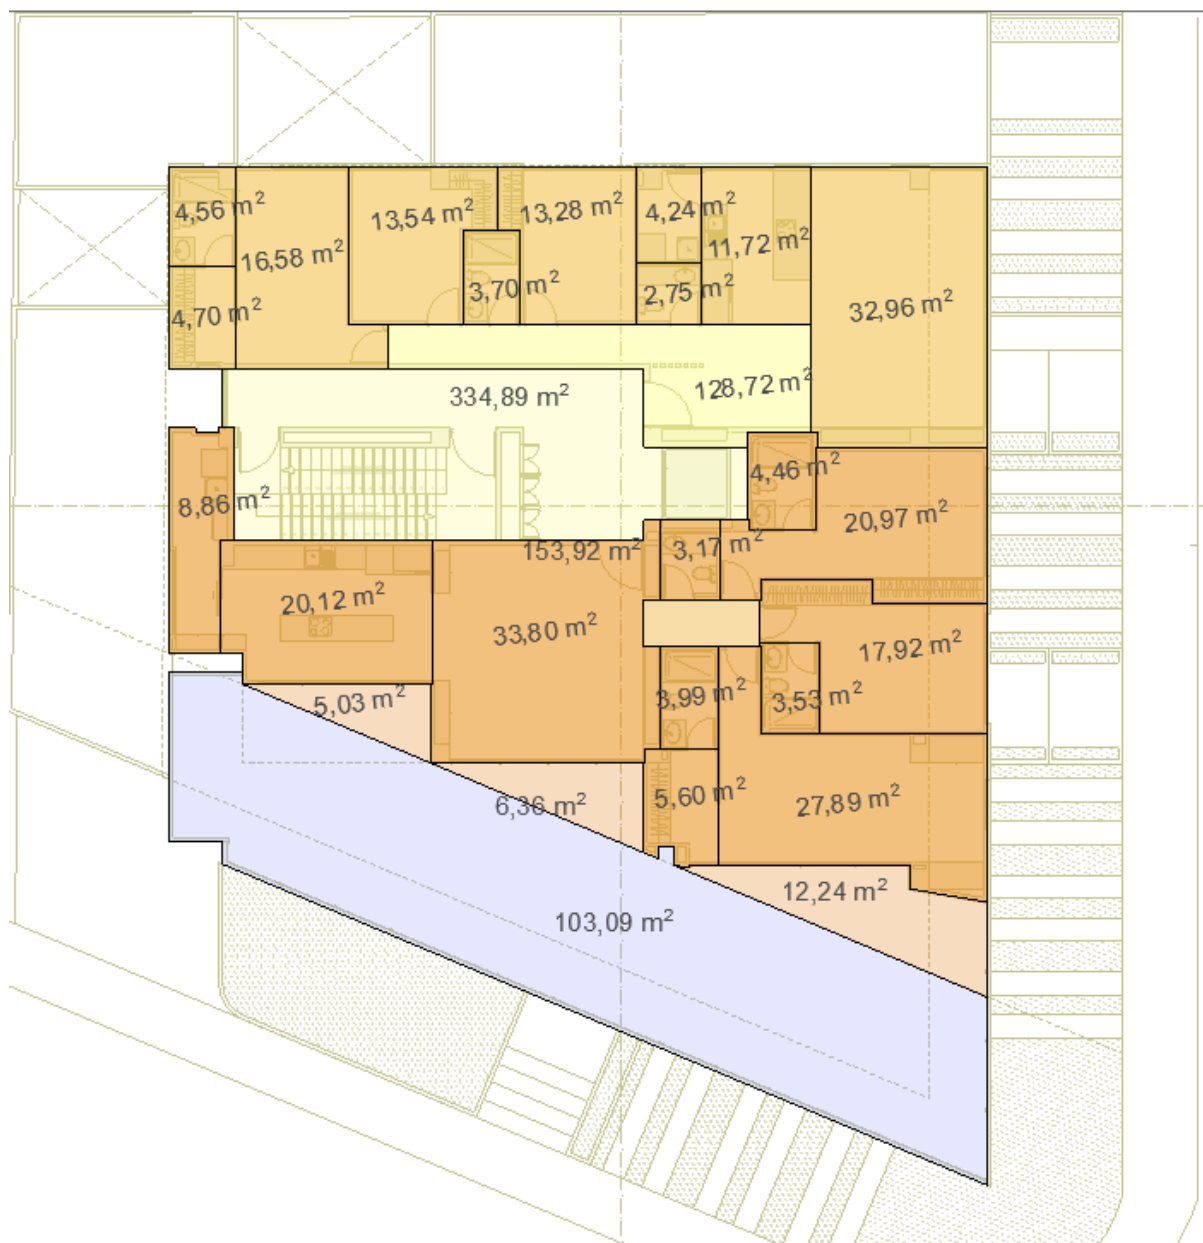 4,56 m²
13,54 m²
13,28 m²
4,24 m²
11,72 m²
16,58 m²
3,70 m²
2,75 m²
4,70 m²
32,96 m²
334,89 m²
128,72 m²
4,46 m²
8,86 m²
20,97 m²
153,92 m²
3,17 m²
20,12 m²
33,80 m²
17,92 m²
5,03 m²
3,99 m²
3,53 m²
6,36 m²
5,60 m²
27,89 m²
12,24 m²
103,09 m²